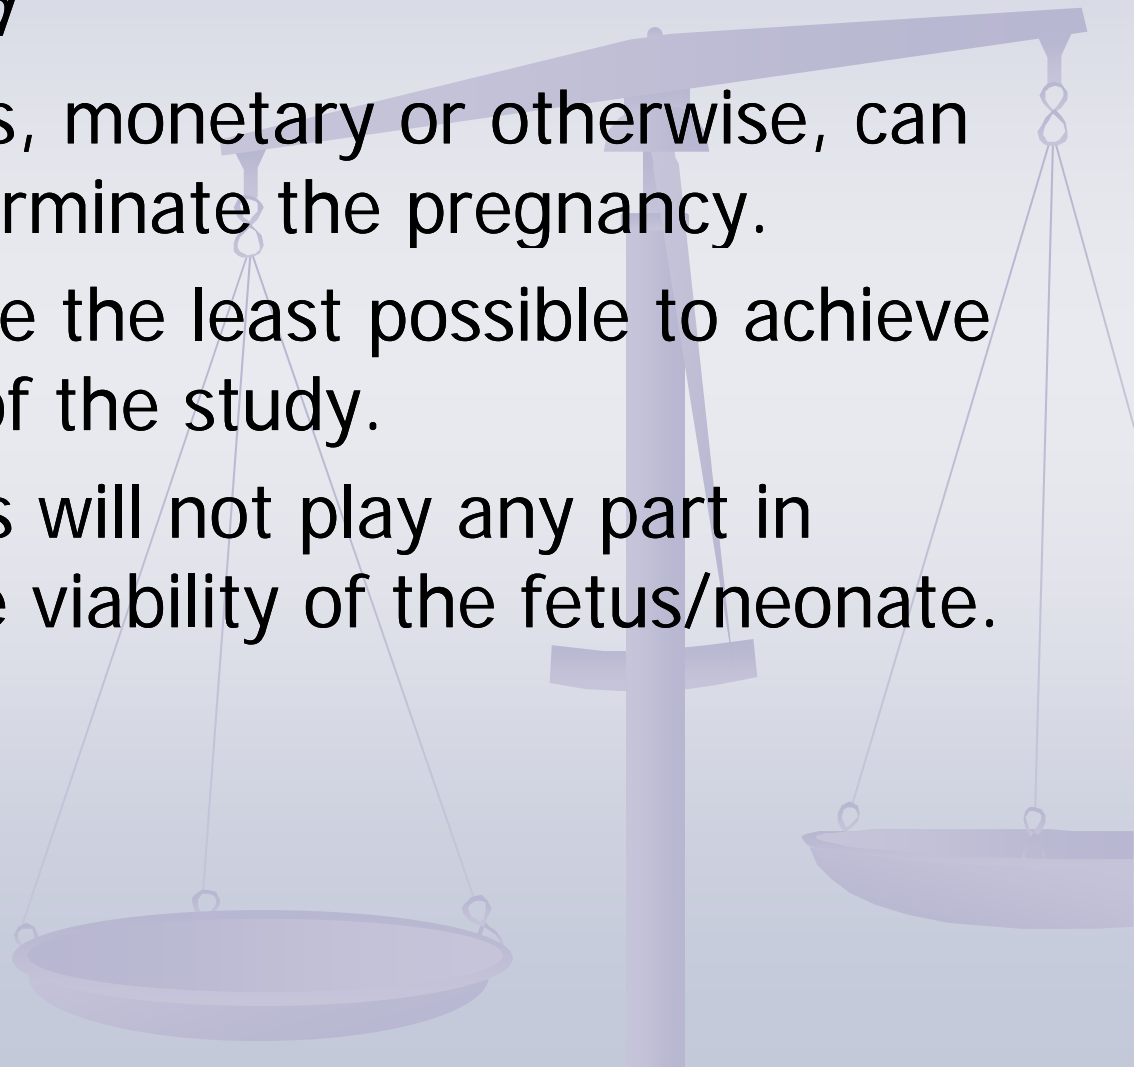 s, monetary or otherwise, can
rminate the pregnancy.
e the least possible to achieve
of the study.
s will not play any part in
e viability of the fetus/neonate.